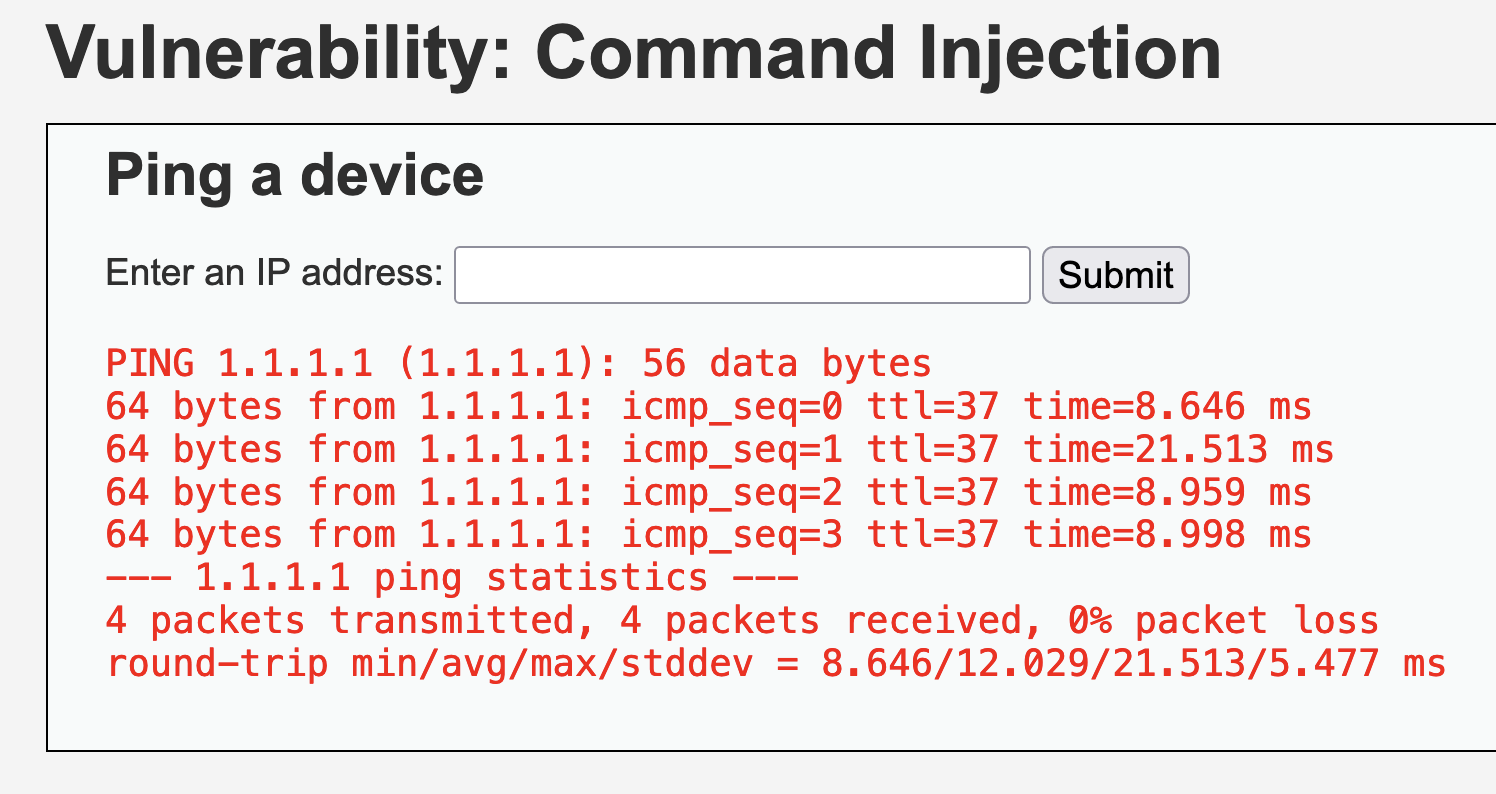 Vulnerability: Command Injection
Ping a device
Enter an IP address: Submit
PING 1.1.1.1 (1.1.1.1): 56 data bytes
64 bytes from 1.1.1.1: icmp_seq=0 ttl=37 time=8.646 ms
64 bytes from 1.1.1.1: icmp_seq=1 ttl=37 time=21.513 ms
64 bytes from 1.1.1.1: icmp_seq=2 ttl=37 time=8.959 ms
64 bytes from 1.1.1.1: icmp_seq=3 ttl=37 time=8.998 ms
--- 1.1.1.1 ping statistics ---
4 packets transmitted, 4 packets received, 0% packet loss
round-trip min/avg/max/stddev = 8.646/12.029/21.513/5.477 ms